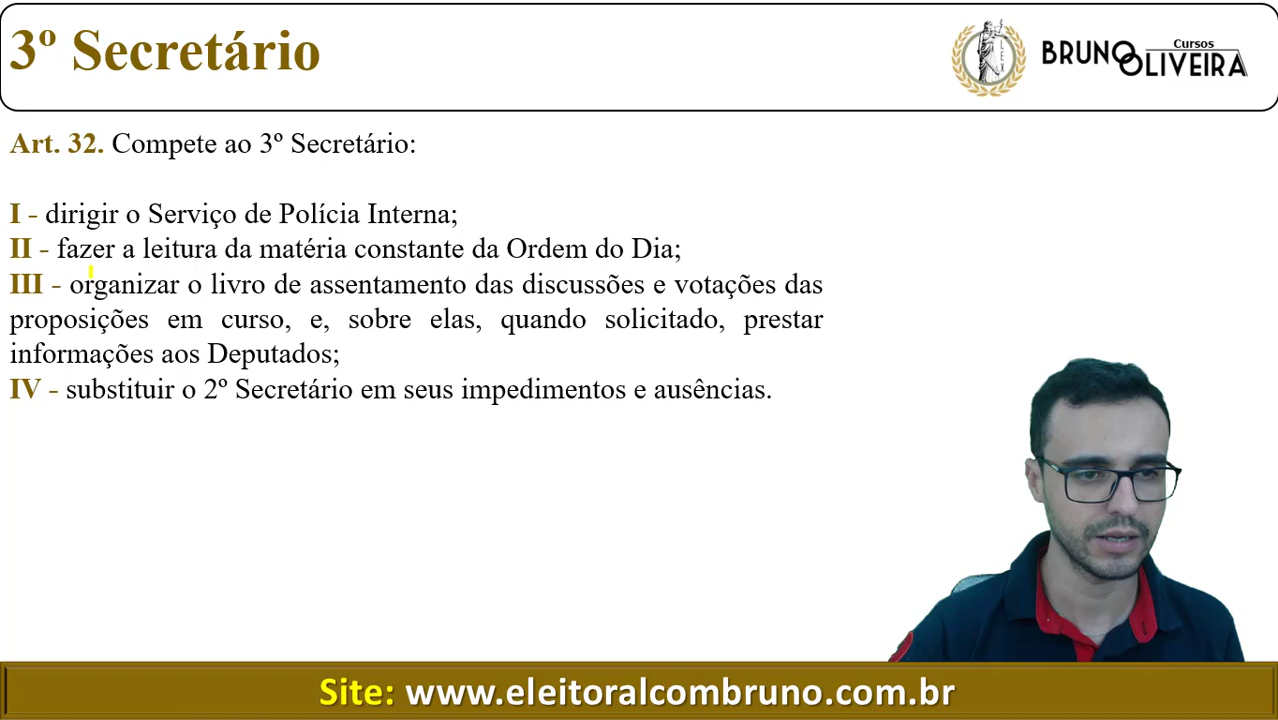 3º Secretário
Cursos
BRUNO
OLIVEIRA
LEX
Art. 32. Compete ao 3º Secretário:
I - dirigir o Serviço de Polícia Interna;
II - fazer a leitura da matéria constante da Ordem do Dia;
III - organizar o livro de assentamento das discussões e votações das
proposições em curso, e, sobre elas, quando solicitado, prestar
informações aos Deputados;
IV - substituir o 2º Secretário em seus impedimentos e ausências.
Site: www.eleitoralcombruno.com.br